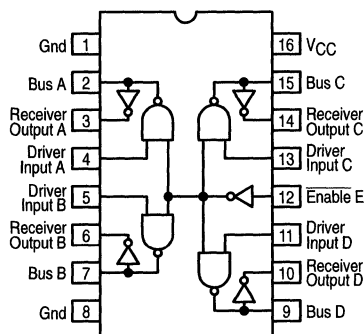 Gnd 1
Bus A 2
Receiver
Output A 3
Driver
Input A 4
Driver
Input B 5
Receiver
Output B 6
Bus B 7
Gnd 8
16 VCC
15 Bus C
14 Receiver
Output C
13 Driver
Input C
12 Enable E
11 Driver
Input D
10 Receiver
Output D
9 Bus D